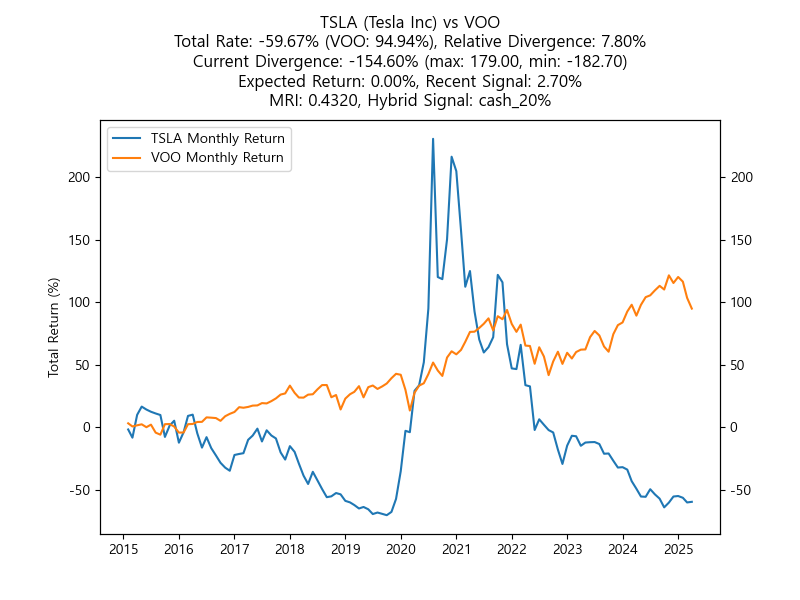 TSLA (Tesla Inc) vs VOO
Total Rate: -59.67% (VOO: 94.94%), Relative Divergence: 7.80%
Current Divergence: -154.60% (max: 179.00, min: -182.70)
Expected Return: 0.00%, Recent Signal: 2.70%
MRI: 0.4320, Hybrid Signal: cash_20%
TSLA Monthly Return
VOO Monthly Return
Total Return (%)
200
150
100
50
0
-50
200
150
100
50
0
-50
2015 2016 2017 2018 2019 2020 2021 2022 2023 2024 2025